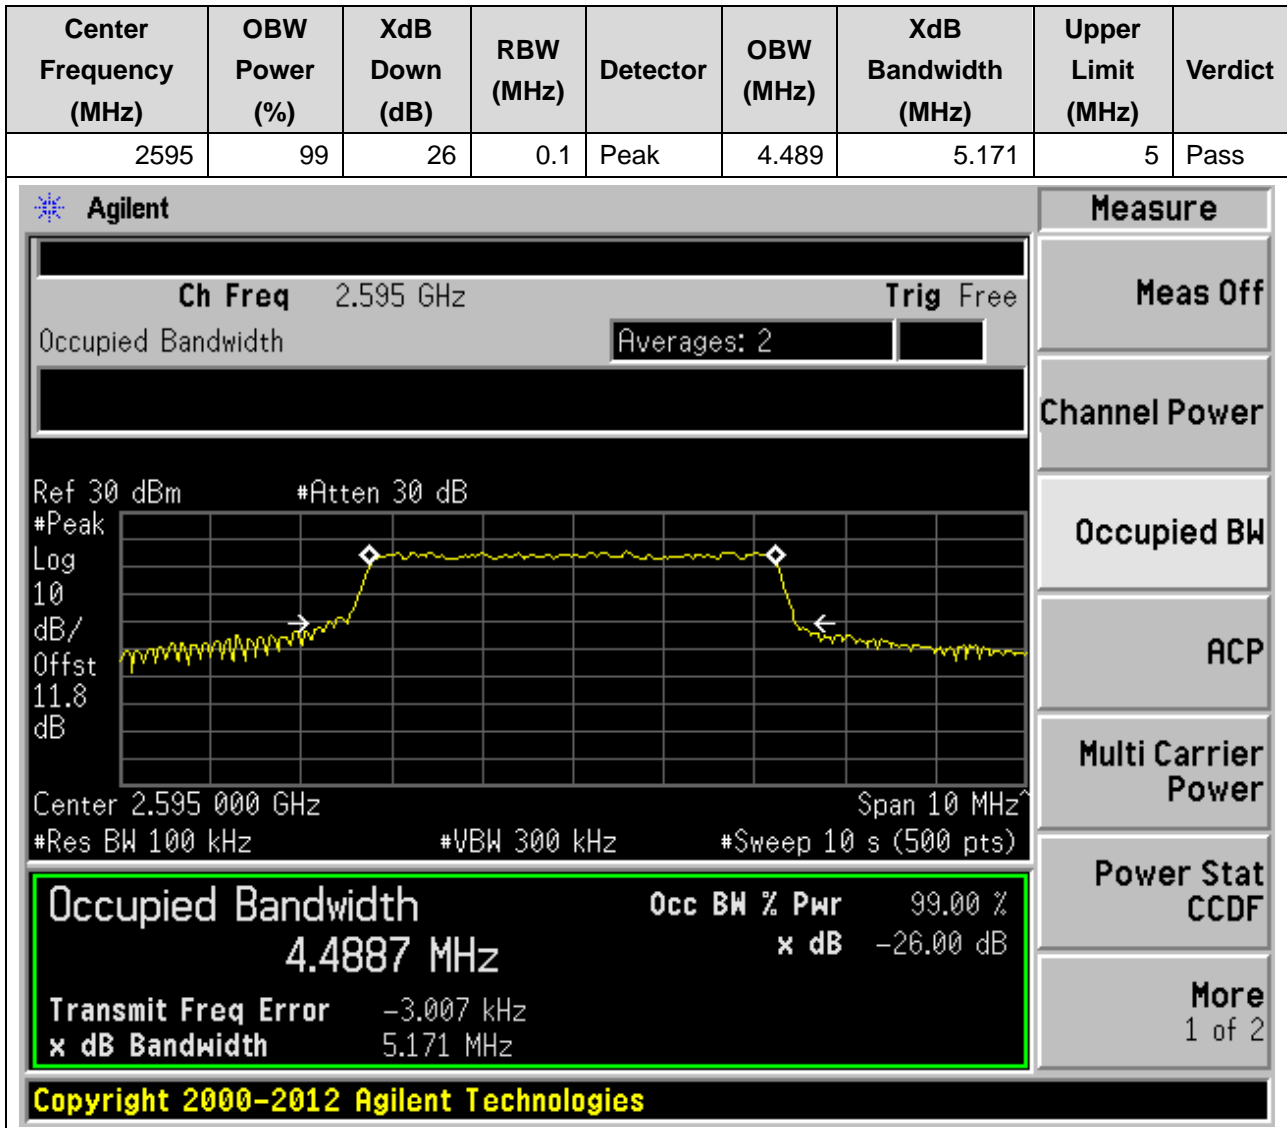 Center Frequency (MHz) OBW Power (%) XdB Down (dB) RBW (MHz) Detector OBW (MHz) XdB Bandwidth (MHz) Upper Limit (MHz) Verdict
2595 99 26 0.1 Peak 4.489 5.171 5 Pass
Agilent
Measure
Ch Freq 2.595 GHz Trig Free
Occupied Bandwidth Averages: 2
Meas Off
Channel Power
Occupied BW
ACP
Multi Carrier
Power
Power Stat
CCDF
More
1 of 2
Ref 30 dBm #Atten 30 dB
#Peak
Log
10
dB/
Offst
11.8
dB
Center 2.595 000 GHz Span 10 MHz^
#Res BW 100 kHz #VBW 300 kHz #Sweep 10 s (500 pts)
Occupied Bandwidth Occ BW % Pwr 99.00 %
4.4887 MHz x dB -26.00 dB
Transmit Freq Error -3.007 kHz
x dB Bandwidth 5.171 MHz
Copyright 2000-2012 Agilent Technologies